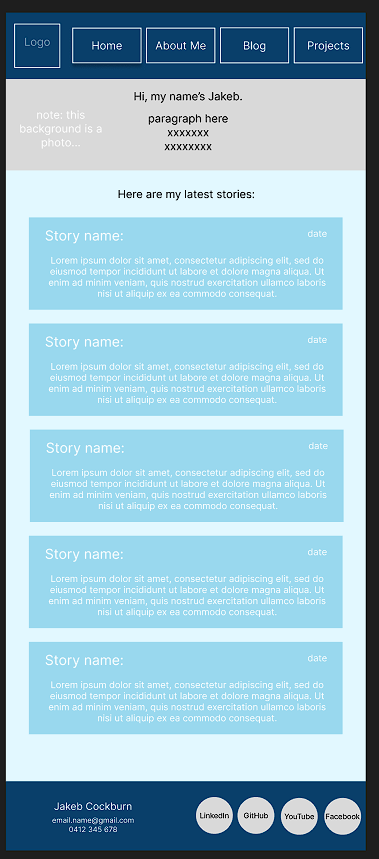 Logo
Home
About Me
Blog
Projects
Hi, my name's Jakeb.
note: this
background is a
photo...
paragraph here
xxxxxxx
xxxxxxxx
Here are my latest stories:
Story name:
date
Lorem ipsum dolor sit amet, consectetur adipiscing elit, sed do
eiusmod tempor incididunt ut labore et dolore magna aliqua. Ut
enim ad minim veniam, quis nostrud exercitation ullamco laboris
nisi ut aliquip ex ea commodo consequat.
Story name:
date
Lorem ipsum dolor sit amet, consectetur adipiscing elit, sed do
eiusmod tempor incididunt ut labore et dolore magna aliqua. Ut
enim ad minim veniam, quis nostrud exercitation ullamco laboris
nisi ut aliquip ex ea commodo consequat.
Story name:
date
Lorem ipsum dolor sit amet, consectetur adipiscing elit, sed do
eiusmod tempor incididunt ut labore et dolore magna aliqua. Ut
enim ad minim veniam, quis nostrud exercitation ullamco laboris
nisi ut aliquip ex ea commodo consequat.
Story name:
date
Lorem ipsum dolor sit amet, consectetur adipiscing elit, sed do
eiusmod tempor incididunt ut labore et dolore magna aliqua. Ut
enim ad minim veniam, quis nostrud exercitation ullamco laboris
nisi ut aliquip ex ea commodo consequat.
Story name:
date
Lorem ipsum dolor sit amet, consectetur adipiscing elit, sed do
eiusmod tempor incididunt ut labore et dolore magna aliqua. Ut
enim ad minim veniam, quis nostrud exercitation ullamco laboris
nisi ut aliquip ex ea commodo consequat.
Jakeb Cockburn
email.name@gmail.com
0412 345 678
LinkedIn
GitHub
YouTube
Facebook